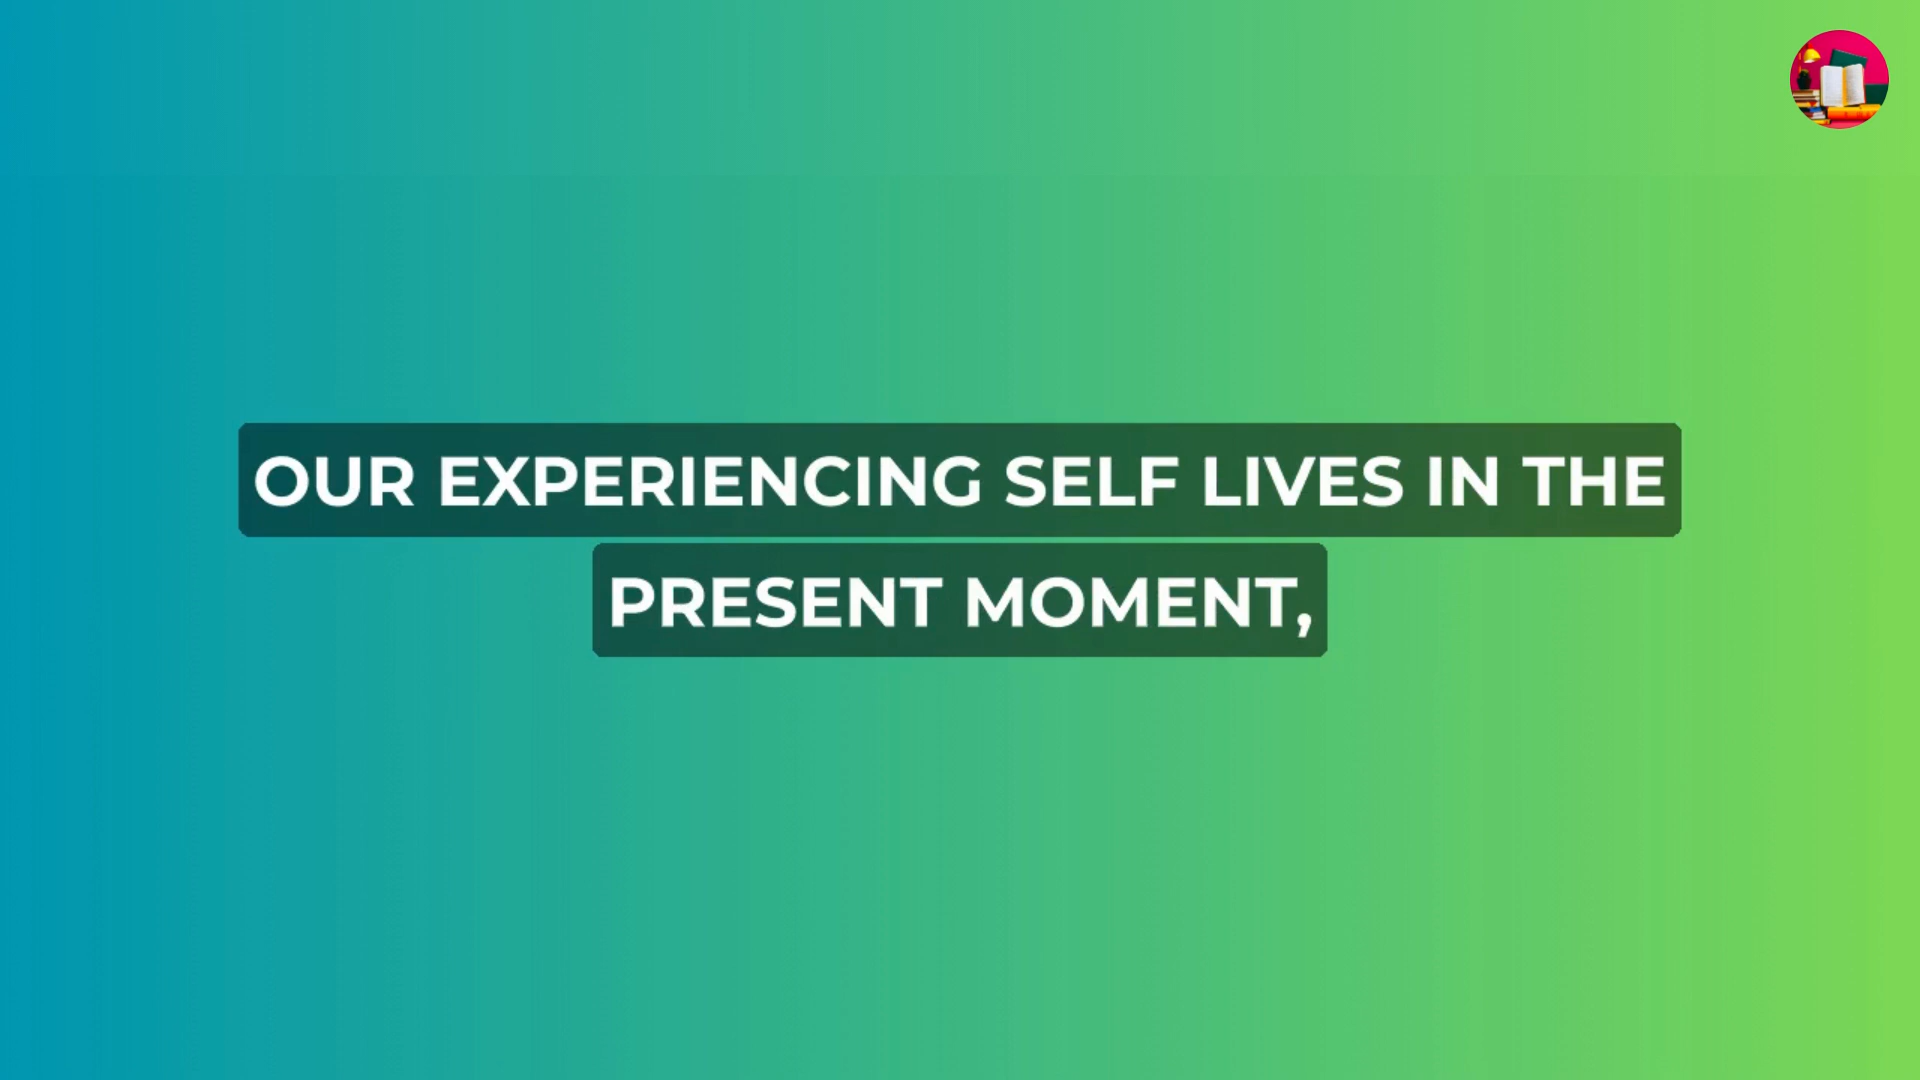 OUR EXPERIENCING SELF LIVES IN THE
PRESENT MOMENT,